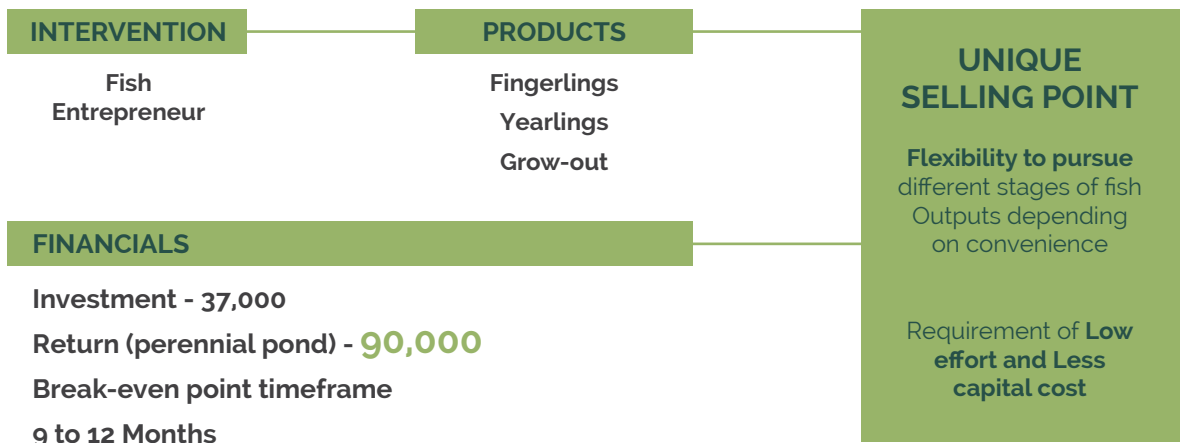 INTERVENTION
Fish
Entrepreneur
PRODUCTS
Fingerlings
Yearlings
Grow-out
FINANCIALS
Investment - 37,000
Return (perennial pond) - 90,000
Break-even point timeframe
9 to 12 Months
UNIQUE
SELLING POINT
Flexibility to pursue
different stages of fish
Outputs depending
on convenience
Requirement of Low
effort and Less
capital cost